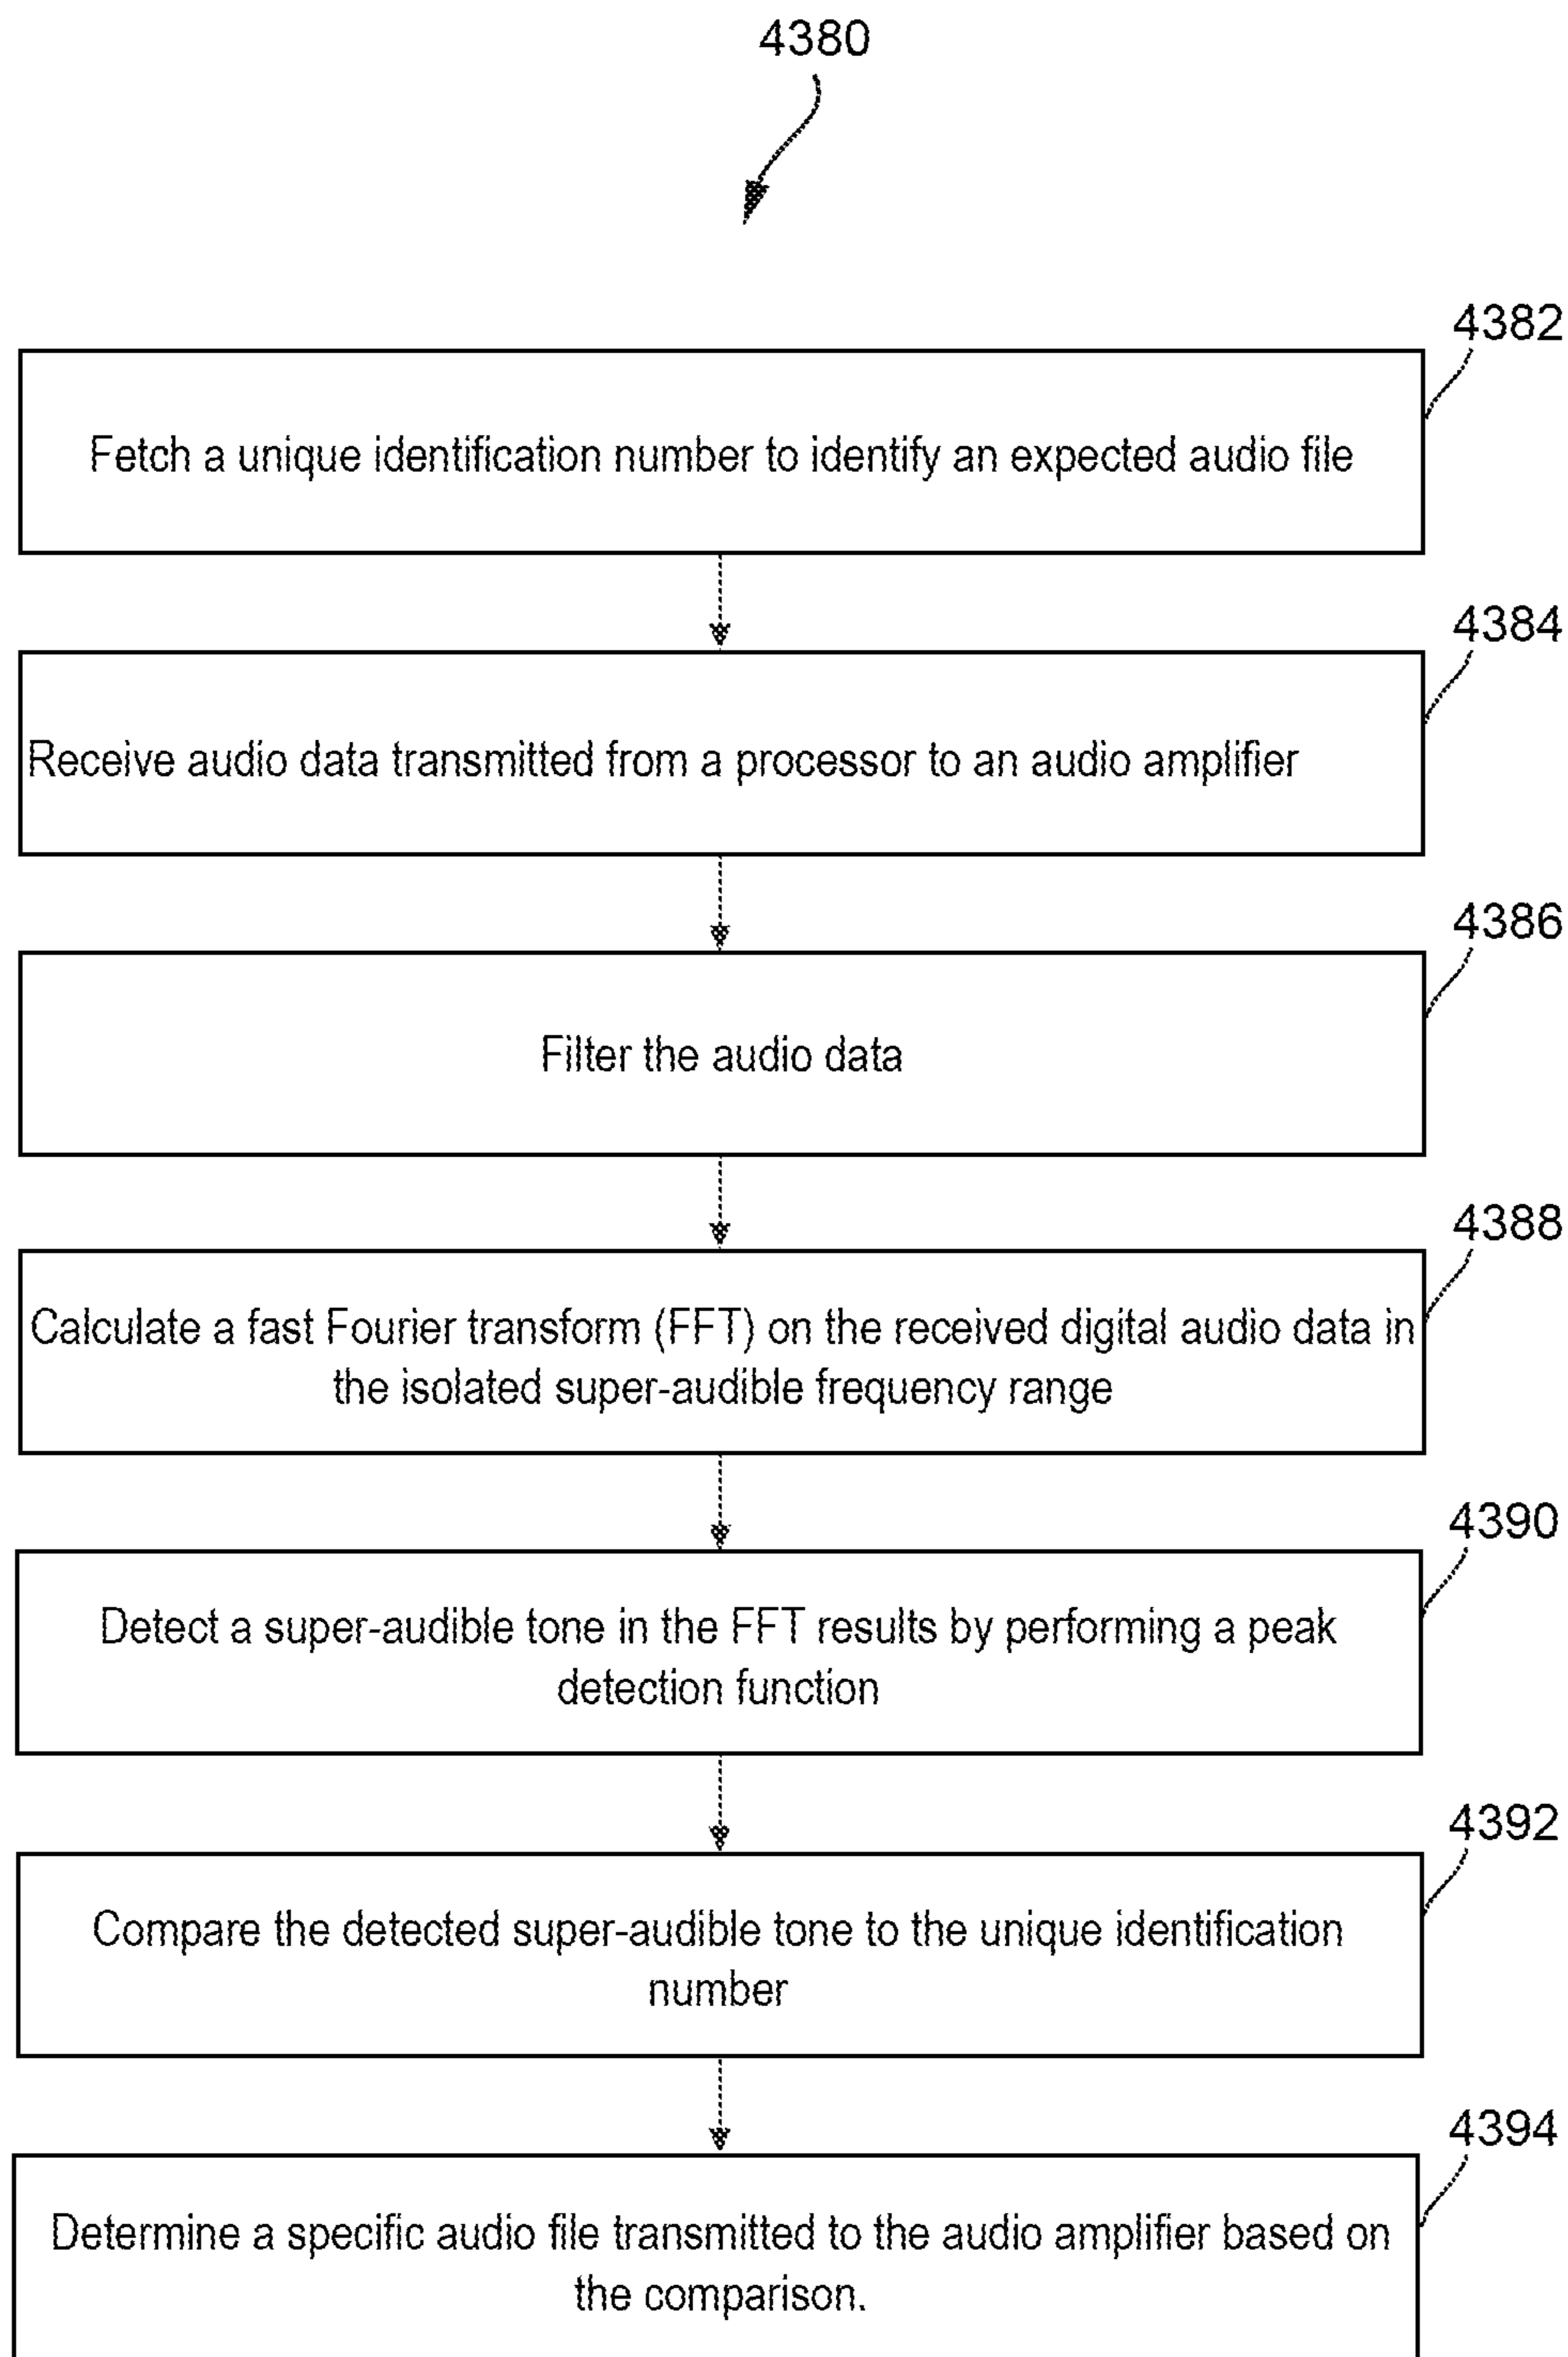 4380
4382
Fetch a unique identification number to identify an expected audio file
4384
Receive audio data transmitted from a processor to an audio amplifier
4386
Filter the audio data
4388
Calculate a fast Fourier transform (FFT) on the received digital audio data in
the isolated super-audible frequency range
4390
Detect a super-audible tone in the FFT results by performing a peak
detection function
4392
Compare the detected super-audible tone to the unique identification
number
4394
Determine a specific audio file transmitted to the audio amplifier based on
the comparison.